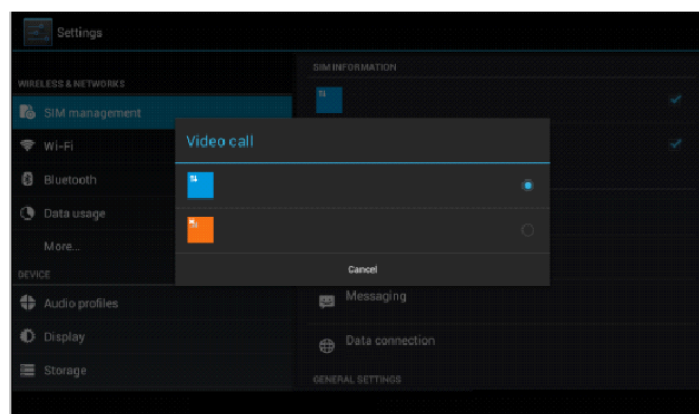 Settings
WIRELESS & NETWORKS
SIM management
Wi-Fi
Bluetooth
Data usage
More...
DEVICE
Audio profiles
Display
Storage
SIM INFORMATION
Video call
Cancel
Messaging
Data connection
GENERAL SETTINGS